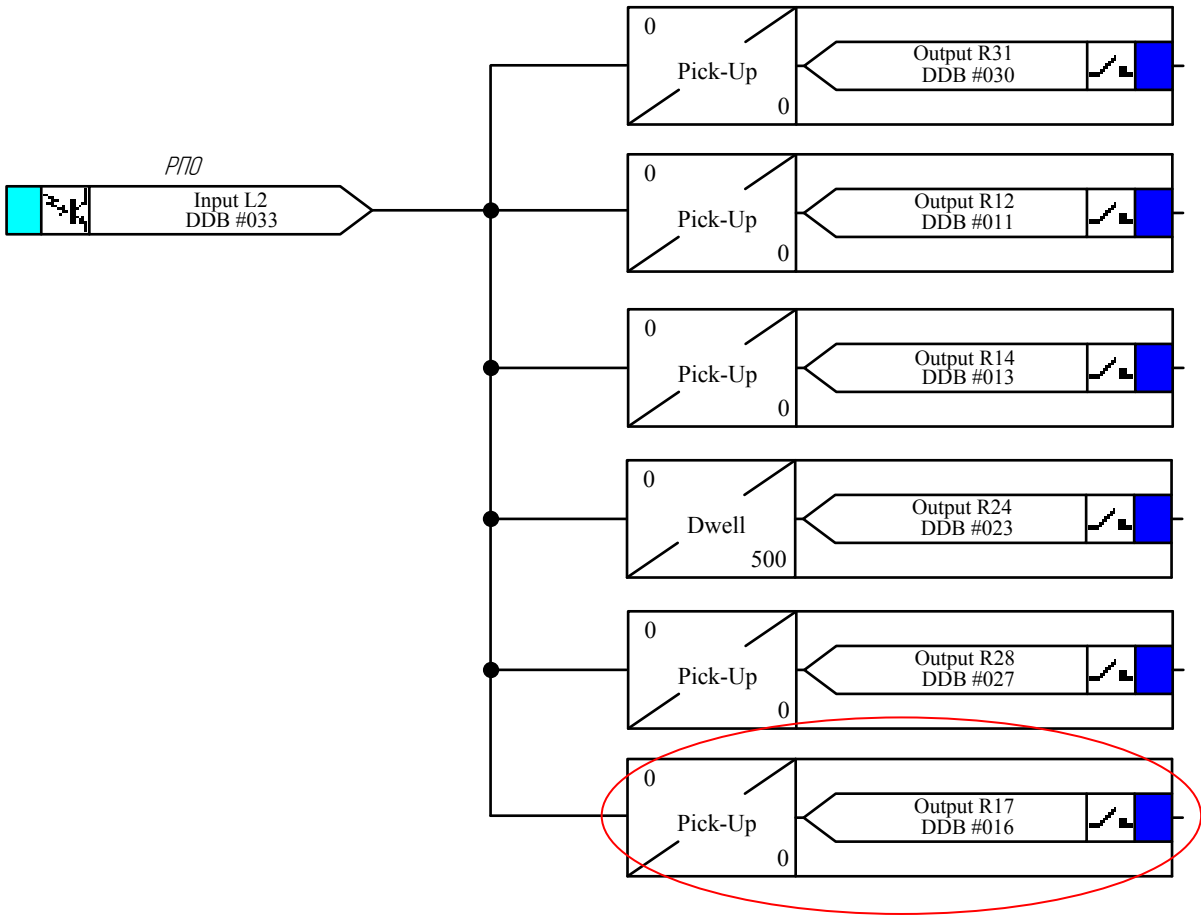 0
Pick-Up
0
Output R31
DDB #030
РПО
Input L2
DDB #033
0
Pick-Up
0
Output R12
DDB #011
0
Pick-Up
0
Output R14
DDB #013
0
Dwell
500
Output R24
DDB #023
0
Pick-Up
0
Output R28
DDB #027
0
Pick-Up
0
Output R17
DDB #016